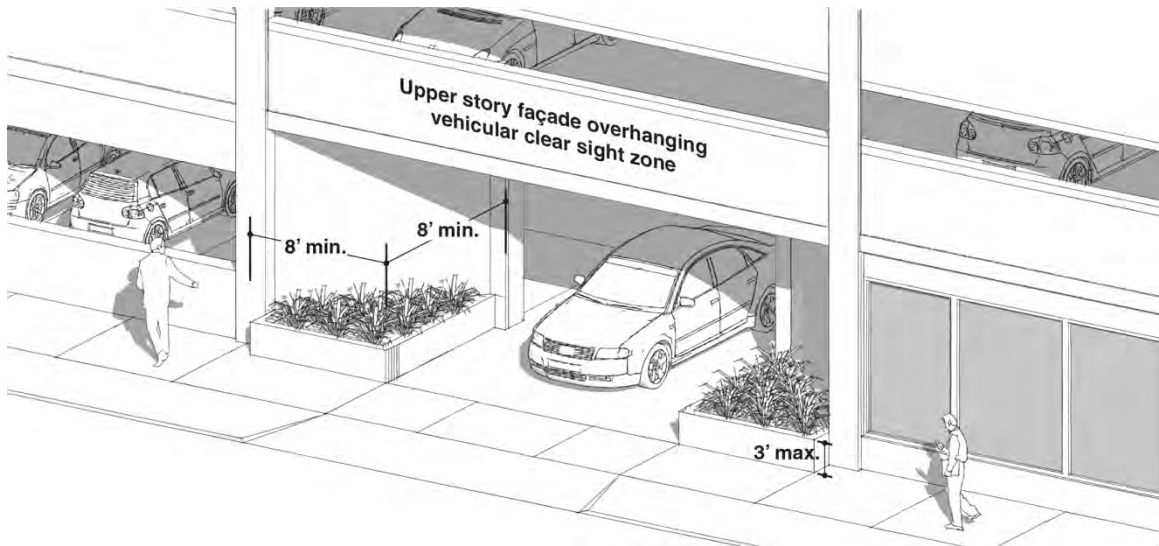 Upper story façade overhanging
vehicular clear sight zone
8’ min.
8’ min.
3’ max.